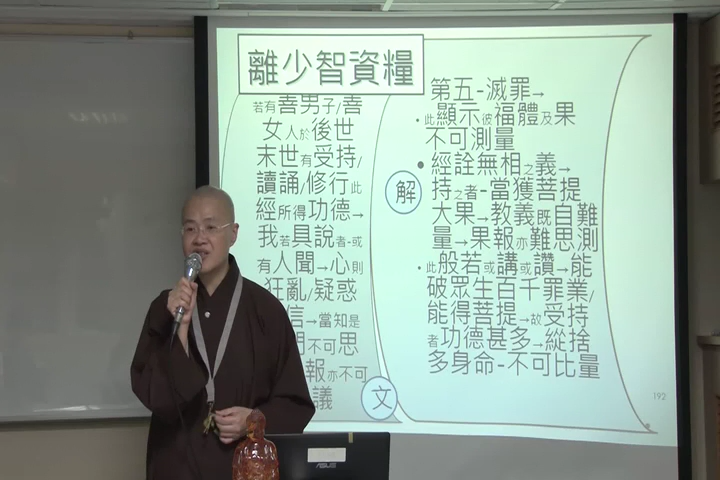 離少智資糧
若有善男子/善
女人於後世
末世有受持/
讀誦/修行此
經所得功德→
我若具說者-或
有人聞→心則
狂亂/疑惑
信→當知是
不可思
報亦不可
議
文
第五-滅罪→
•此顯示彼福體及果
不可測量
•經詮無相之義→
持之者-當獲菩提
大果→教義既自難
量→果報亦難思測
•此般若或講或讚→能
破眾生百千罪業/
能得菩提→故受持
者功德甚多→縱捨
多身命-不可比量
解
192
ASUS